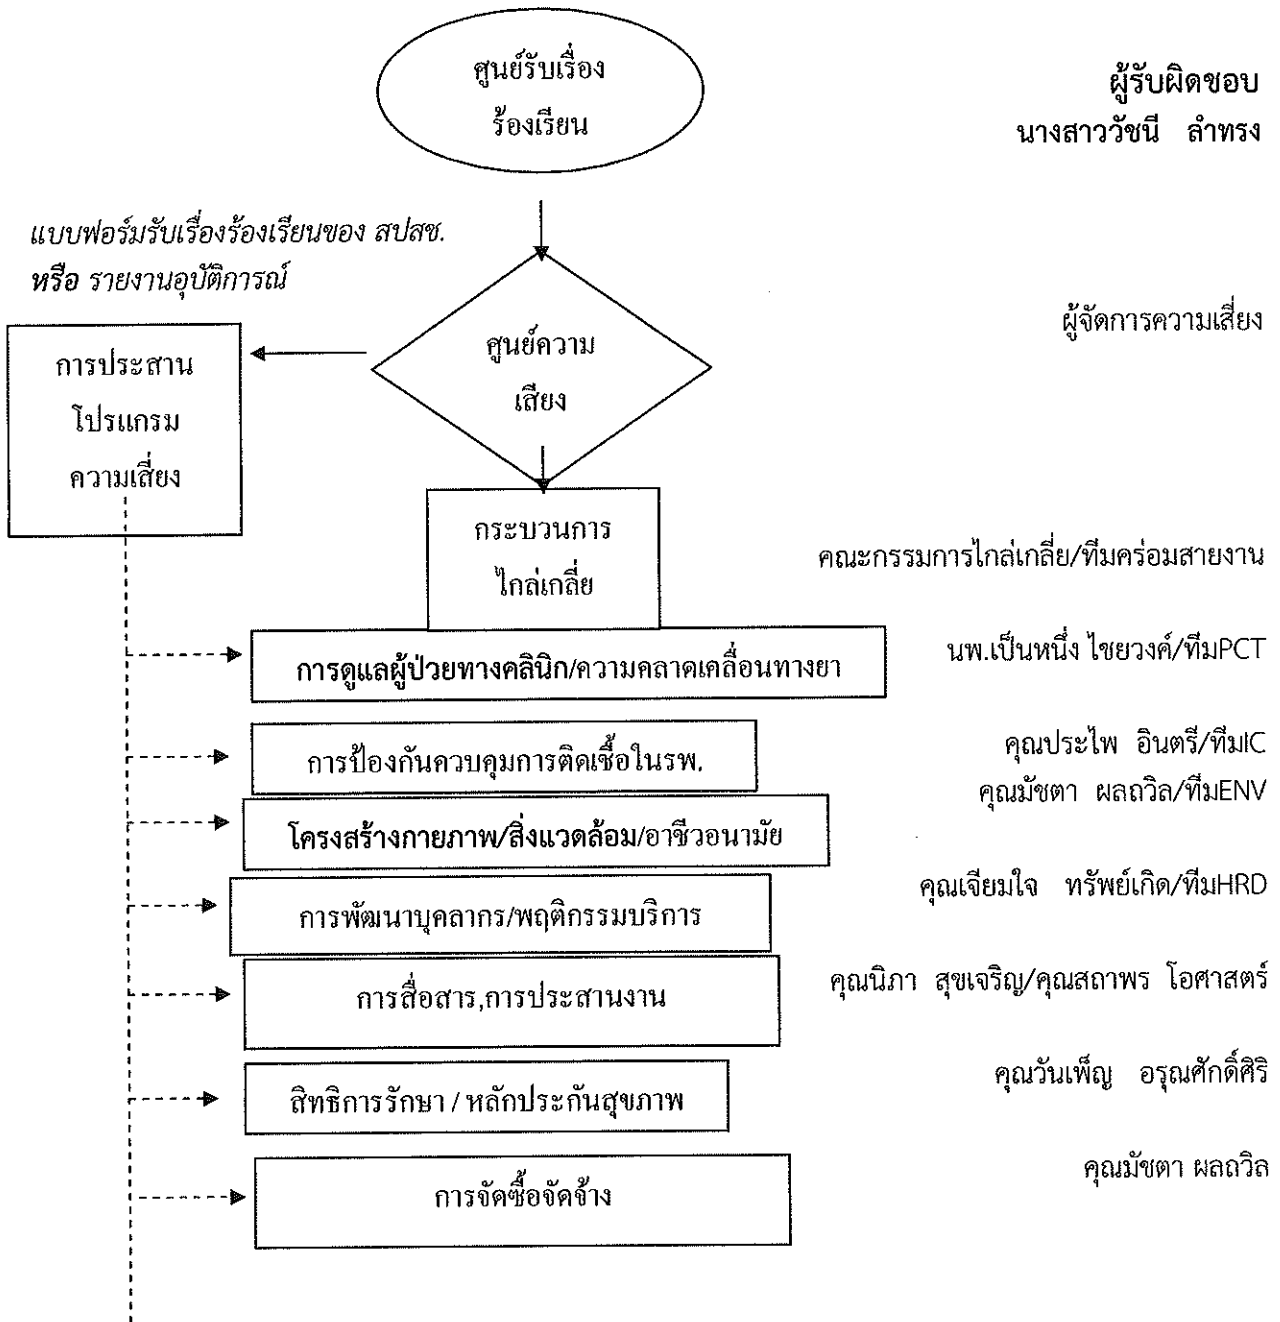 ศูนย์รับเรื่อง
ร้องเรียน
ผู้รับผิดชอบ
นางสาววัชนี ลำทรง
แบบฟอร์มรับเรื่องร้องเรียนของ สปสช.
หรือ รายงานอุบัติการณ์
ผู้จัดการความเสี่ยง
ศูนย์ความ
เสียง
การประสาน
โปรแกรม
ความเสี่ยง
กระบวนการ
ไกล่เกลี่ย
คณะกรรมการไกล่เกลี่ย/ทีมคร่อมสายงาน
การดูแลผู้ป่วยทางคลินิก/ความคลาดเคลื่อนทางยา
นพ.เป็นหนึ่ง ไชยวงค์/ทีมPCT
การป้องกันควบคุมการติดเชื้อในรพ.
คุณประไพ อินตรี/ทีมIC
คุณมัชตา ผลถวิล/ทีมENV
โครงสร้างกายภาพ/สิ่งแวดล้อม/อาชีวอนามัย
คุณเจียมใจ ทรัพย์เกิด/ทีมHRD
การพัฒนาบุคลากร/พฤติกรรมบริการ
คุณนิภา สุขเจริญ/คุณสถาพร โอศาสตร์
การสื่อสาร,การประสานงาน
คุณวันเพ็ญ อรุณศักดิ์ศิริ
สิทธิการรักษา / หลักประกันสุขภาพ
คุณมัชตา ผลถวิล
การจัดซื้อจัดจ้าง